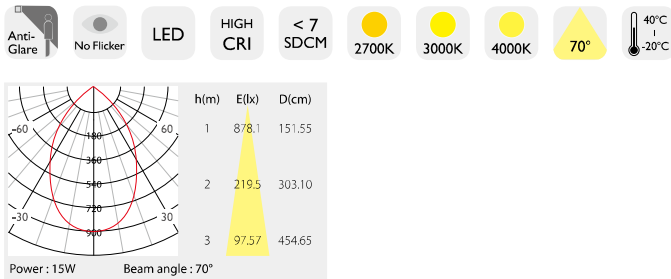 Anti-
Glare
No Flicker
LED
HIGH
CRI
< 7
SDCM
2700K
3000K
4000K
70°
40°C
-20°C
h(m) E(lx) D(cm)
1 878.1 151.55
2 219.5 303.10
3 97.57 454.65
-60 60
-30 30
180
360
540
720
900
Power : 15W Beam angle : 70°